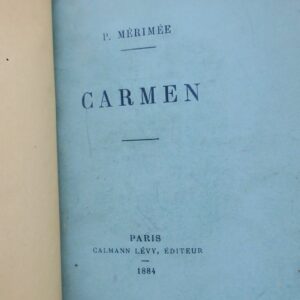 P. MÉRIMÉE
CARMEN
PARIS
CALMANN LÉVY, ÉDITEUR
1884